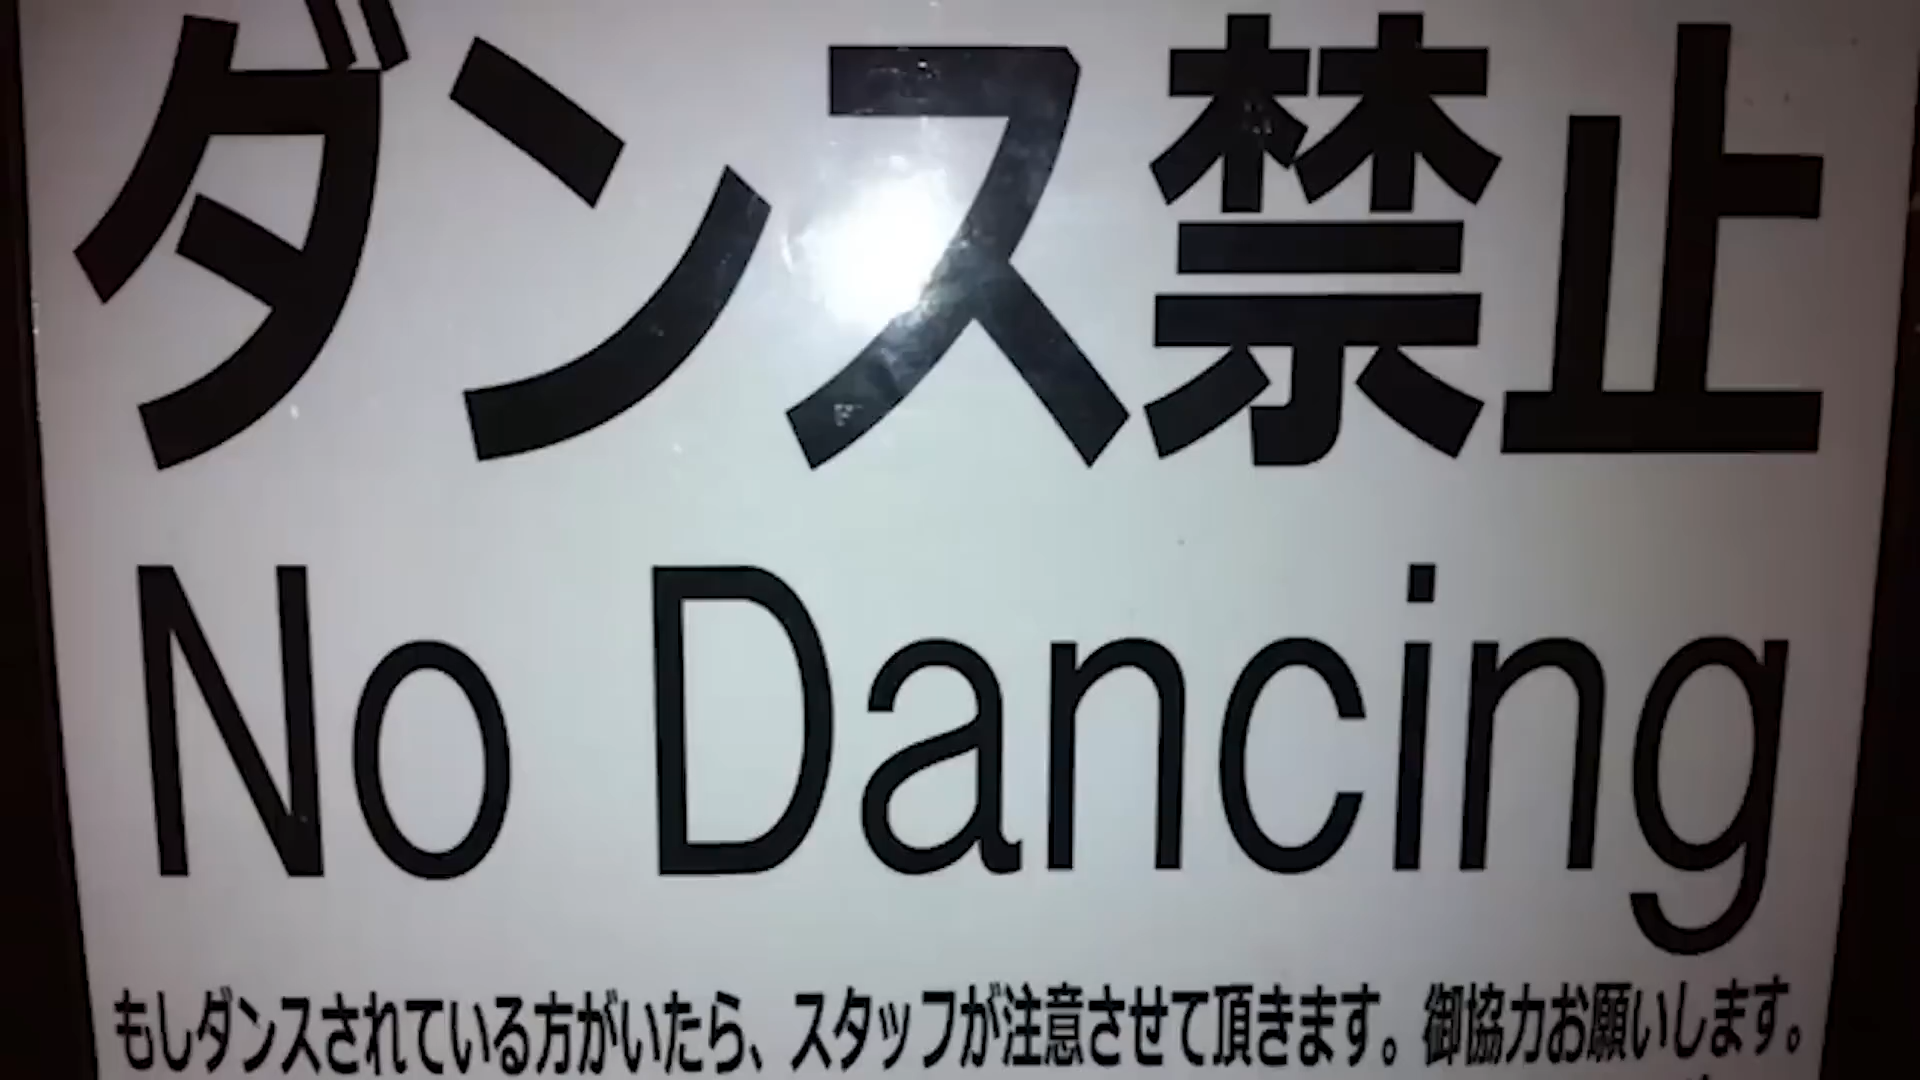 ダンス禁止
No Dancing
もしダンスされている方がいたら、スタッフが注意させて頂きます。御協力お願いします。